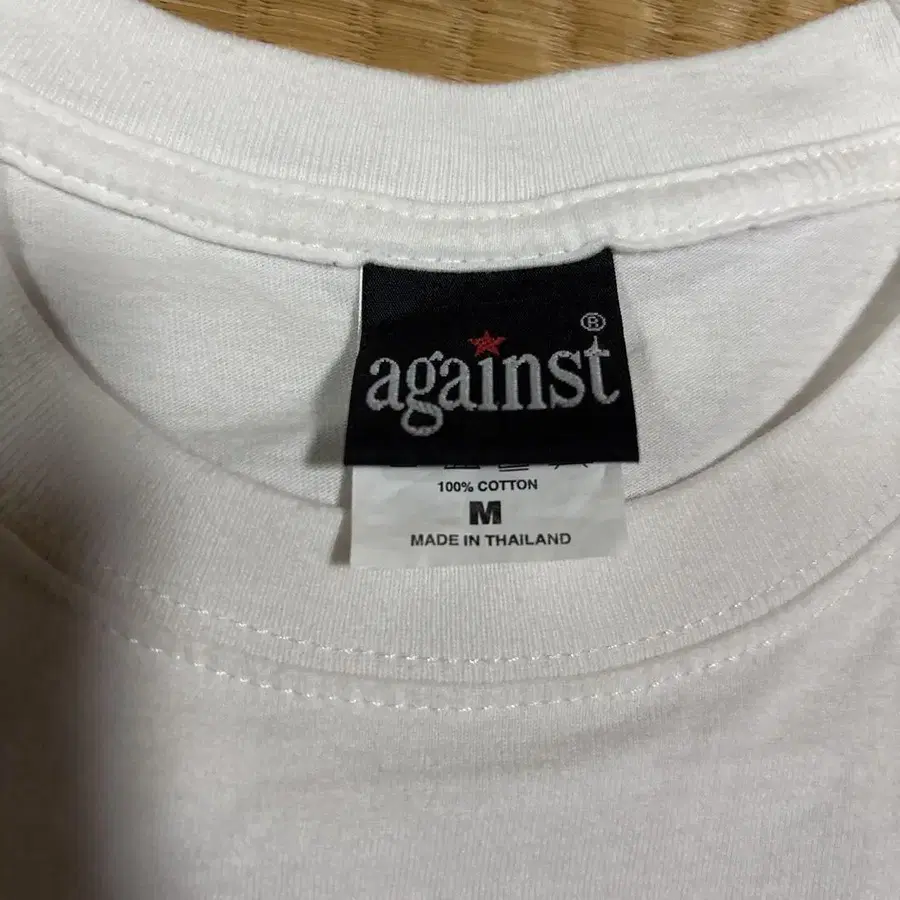 ®
against
100% COTTON
M
MADE IN THAILAND